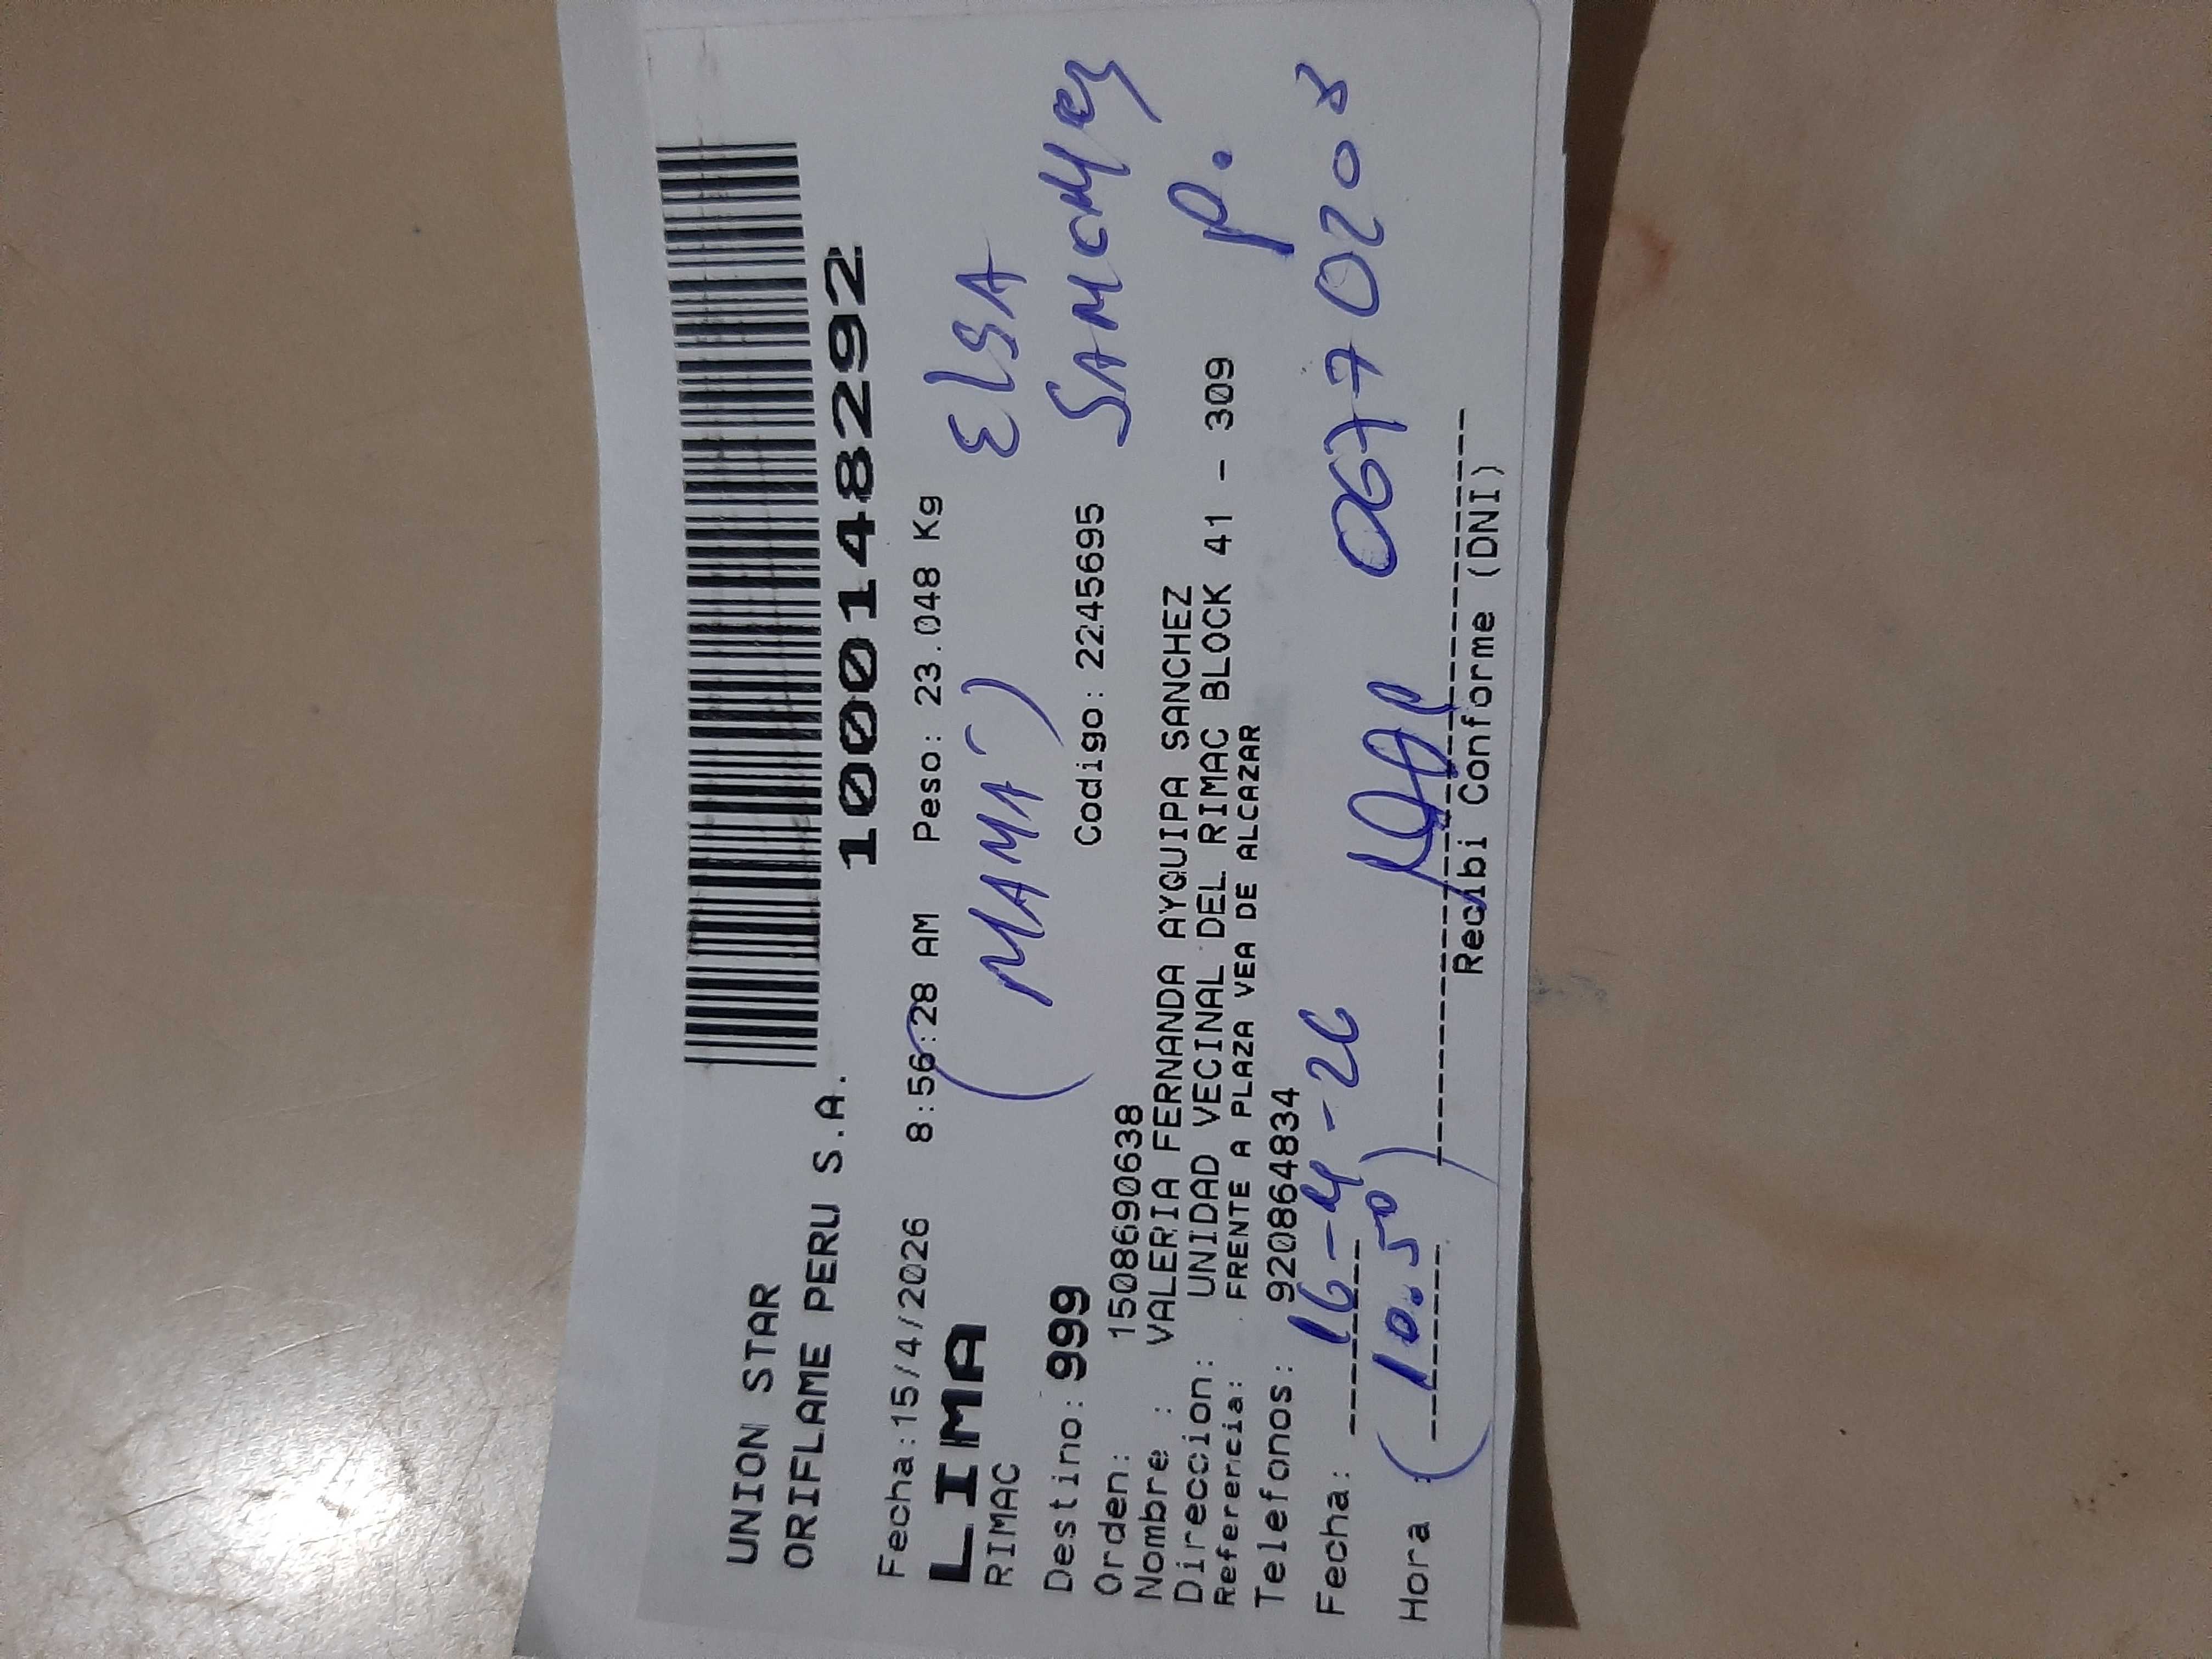 UNION STAR
ORIFLAME PERU S.A.
1000148292
Fecha:15/4/2026 8:56:28 AM Peso: 23.048 Kg
LIMA
RIMAC
(MAMÁ) ELSA
SANCHEZ
P.
Destino: 999 Codigo: 2245695
Orden: 1508690638
Nombre : VALERIA FERNANDA AYQUIPA SANCHEZ
Direccion: UNIDAD VECINAL DEL RIMAC BLOCK 41 - 309
Referencia: FRENTE A PLAZA VEA DE ALCAZAR
Telefonos: 920864834
Fecha: 16-4-26 06770203
Hora : (10.50)
Recibi Conforme (DNI)